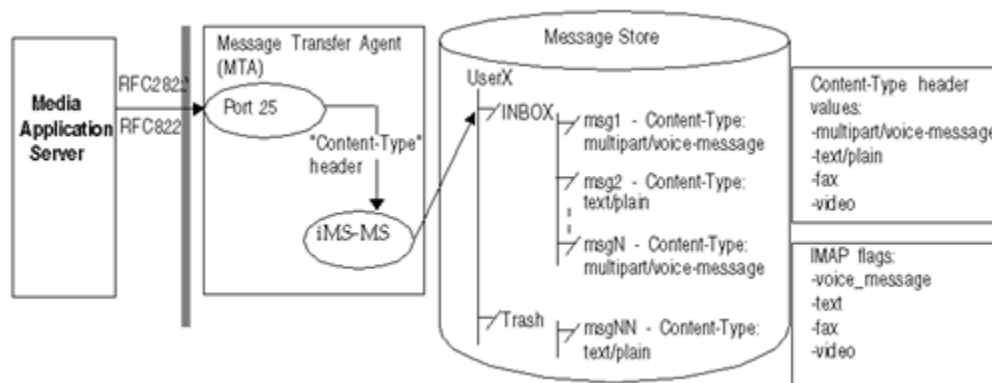 Media
Application
Server
RFC2822
RFC822
Message Transfer Agent
(MTA)
Port 25
"Content-Type"
header
iMS-MS
Message Store
UserX
INBOX
msg1 - Content-Type:
multipart/voice-message
msg2 - Content-Type:
text/plain
msgN - Content-Type:
multipart/voice-message
Trash
msgNN - Content-Type:
text/plain
Content-Type header
values:
-multipart/voice-message
-text/plain
-fax
-video
IMAP flags:
-voice_message
-text
-fax
-video